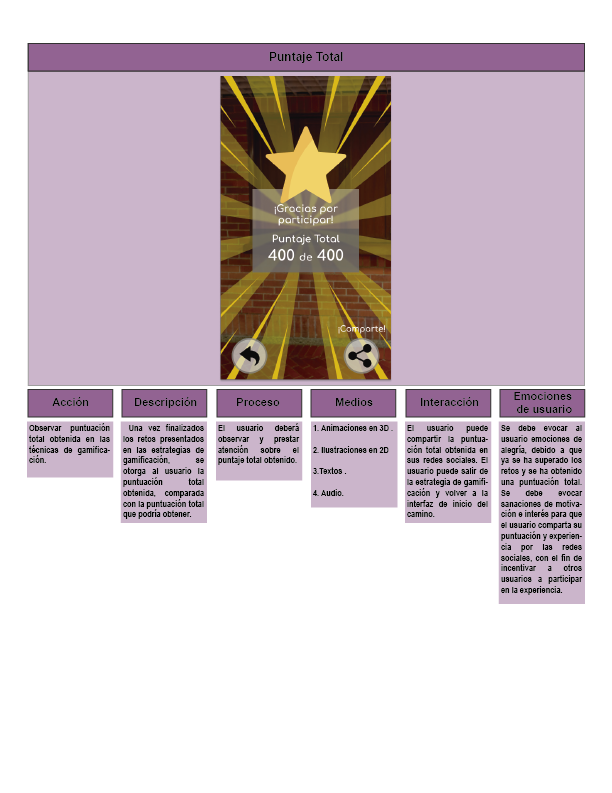 Puntaje Total
¡Gracias por
participar!
Puntaje Total
400 de 400
¡Comparte!
Acción
Observar puntuación
total obtenida en las
técnicas de gamifica-
ción.
Descripción
Una vez finalizados
los retos presentados
en las estrategias de
gamificación, se
otorga al usuario la
puntuación total
obtenida, comparada
con la puntuación total
que podría obtener.
Proceso
El usuario deberá
observar y prestar
atención sobre el
puntaje total obtenido.
Medios
1. Animaciones en 3D .
2. Ilustraciones en 2D
3.Textos .
4. Audio.
Interacción
El usuario puede
compartir la puntua-
ción total obtenida en
sus redes sociales. El
usuario puede salir de
la estrategia de gamifi-
cación y volver a la
interfaz de inicio del
camino.
Emociones
de usuario
Se debe evocar al
usuario emociones de
alegría, debido a que
ya se ha superado los
retos y se ha obtenido
una puntuación total.
Se debe evocar
sanaciones de motiva-
ción e interés para que
el usuario comparta su
puntuación y experien-
cia por las redes
sociales, con el fin de
incentivar a otros
usuarios a participar
en la experiencia.